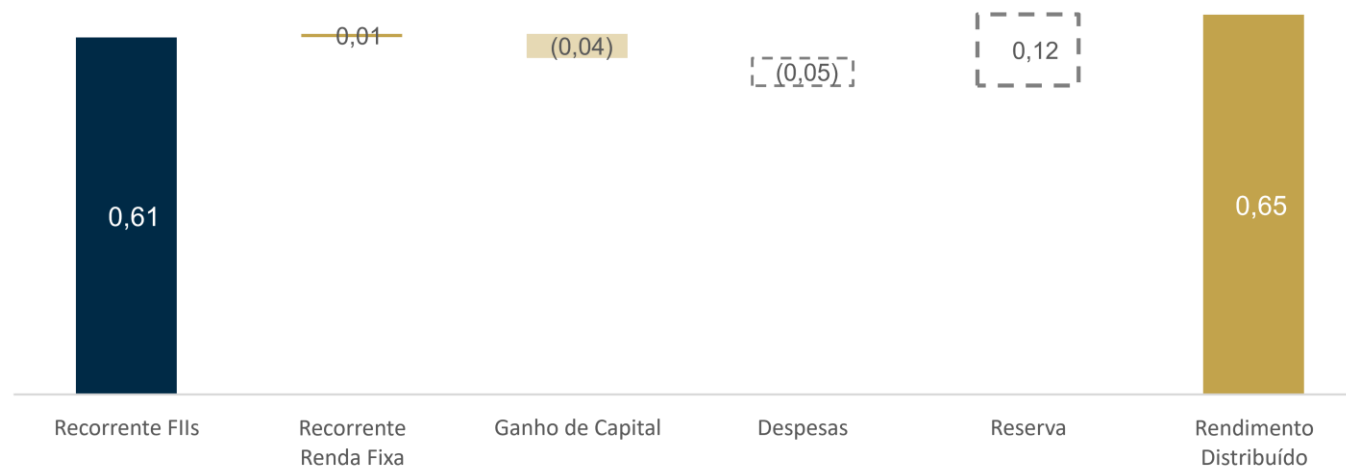 0,01
(0,04)
(0,05)
0,12
0,61
0,65
Recorrente FIIs
Recorrente
Renda Fixa
Ganho de Capital
Despesas
Reserva
Rendimento
Distribuído